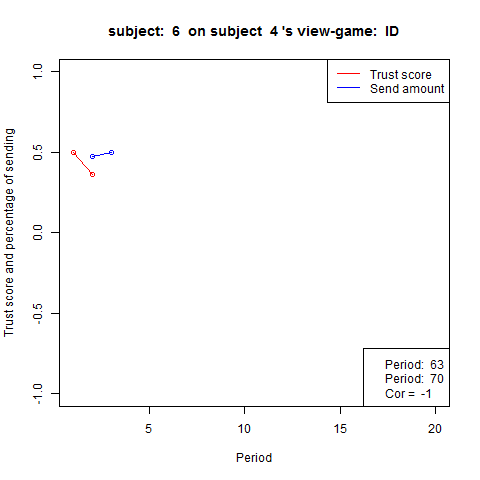 subject: 6 on subject 4 's view-game: ID
Trust score
Send amount
Trust score and percentage of sending
1.0
0.5
0.0
-0.5
-1.0
Period: 63
Period: 70
Cor = -1
5 10 15 20
Period